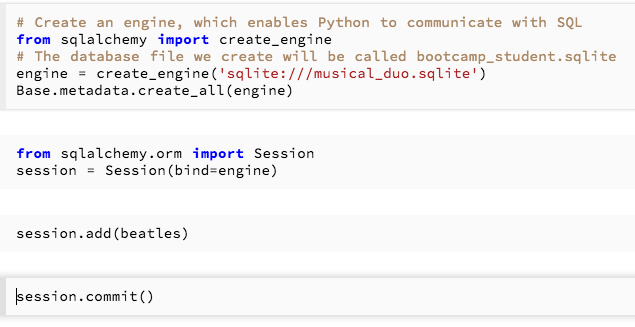 # Create an engine, which enables Python to communicate with SQL
from sqlalchemy import create_engine
# The database file we create will be called bootcamp_student.sqlite
engine = create_engine('sqlite:///musical_duo.sqlite')
Base.metadata.create_all(engine)
from sqlalchemy.orm import Session
session = Session(bind=engine)
session.add(beatles)
session.commit()